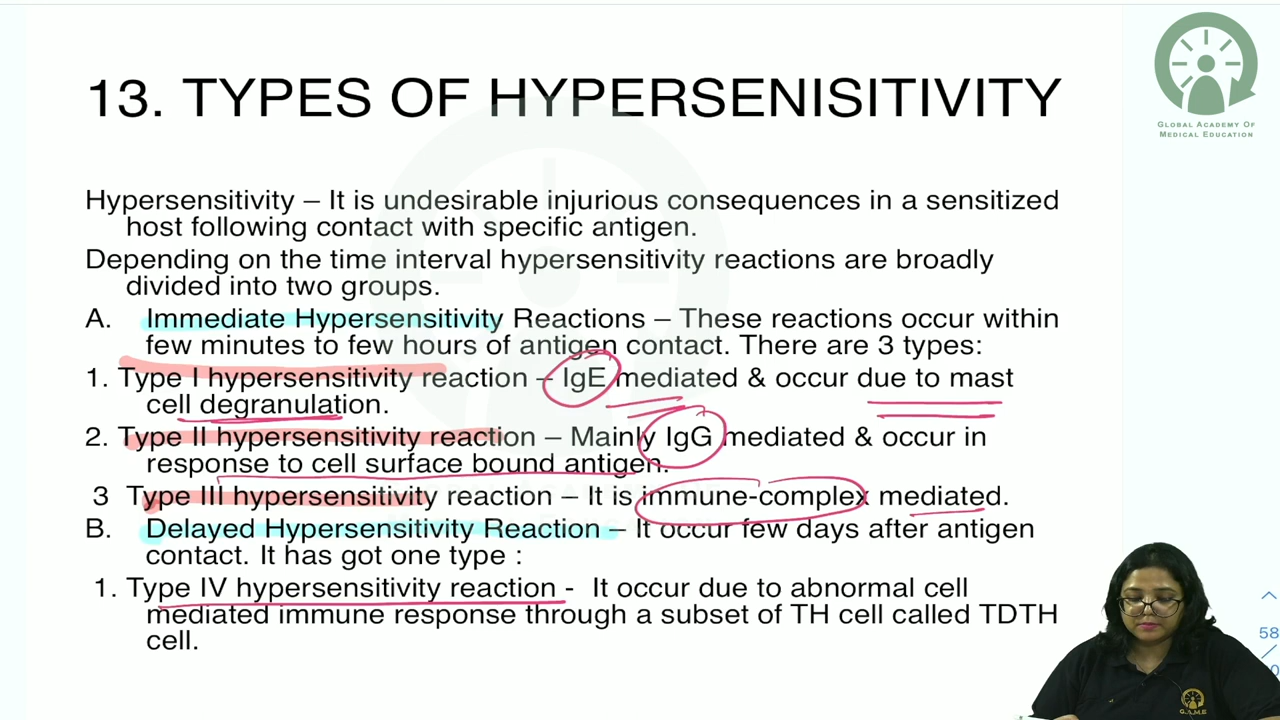 13. TYPES OF HYPERSENISITIVITY
GLOBAL ACADEMY OF
MEDICAL EDUCATION
Hypersensitivity – It is undesirable injurious consequences in a sensitized
host following contact with specific antigen.
Depending on the time interval hypersensitivity reactions are broadly
divided into two groups.
A. Immediate Hypersensitivity Reactions – These reactions occur within
few minutes to few hours of antigen contact. There are 3 types:
1. Type I hypersensitivity reaction – IgE mediated & occur due to mast
cell degranulation.
2. Type II hypersensitivity reaction – Mainly IgG mediated & occur in
response to cell surface bound antigen.
3 Type III hypersensitivity reaction – It is immune-complex mediated.
B. Delayed Hypersensitivity Reaction – It occur few days after antigen
contact. It has got one type :
1. Type IV hypersensitivity reaction - It occur due to abnormal cell
mediated immune response through a subset of TH cell called TDTH
cell.
58
/
G.A.M.E